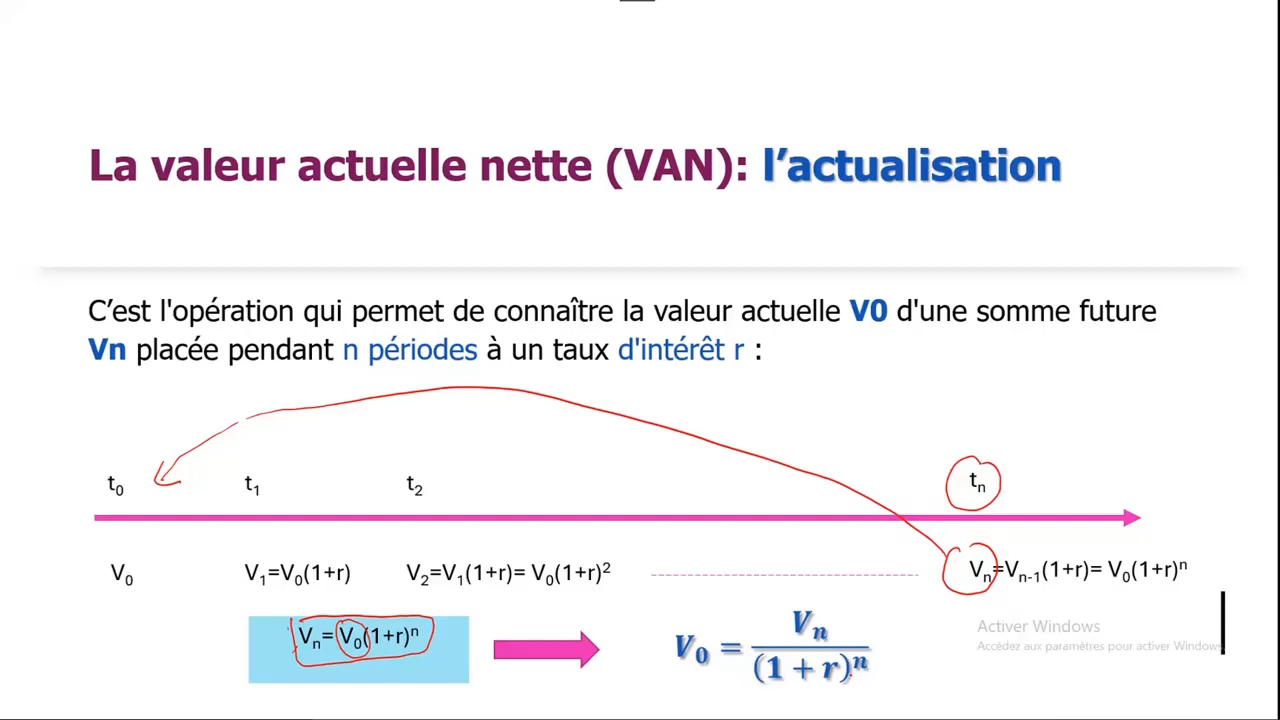 La valeur actuelle nette (VAN): l’actualisation
C’est l'opération qui permet de connaître la valeur actuelle V0 d'une somme future
Vn placée pendant n périodes à un taux d'intérêt r :
t₀ t₁ t₂ tₙ
V₀ V₁=V₀(1+r) V₂=V₁(1+r)= V₀(1+r)² Vₙ=Vₙ₋₁(1+r)= V₀(1+r)ⁿ
Vₙ= V₀(1+r)ⁿ
V₀ = Vₙ / (1 + r)ⁿ
Activer Windows
Accédez aux paramètres pour activer Windows.